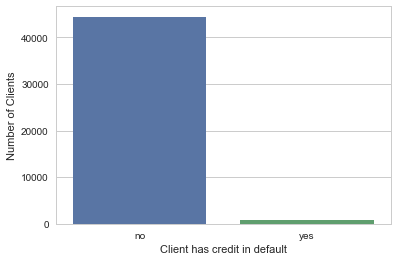 40000
30000
20000
10000
0
Number of Clients
no yes
Client has credit in default